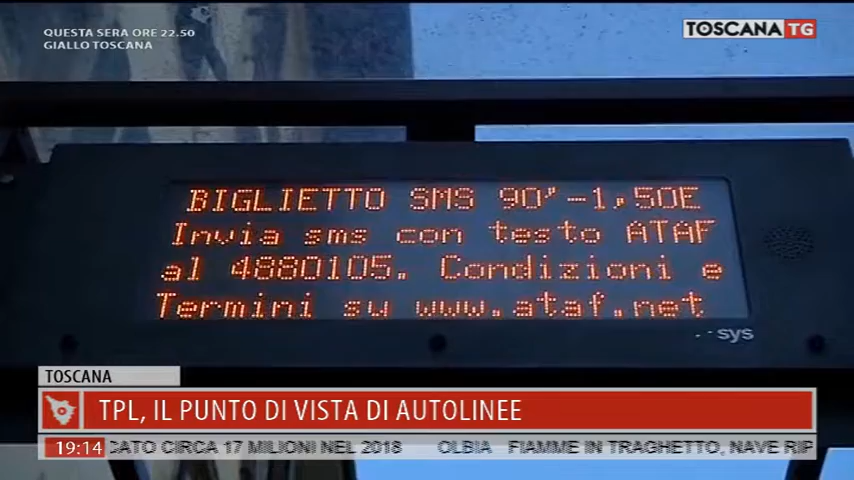 QUESTA SERA ORE 22.50
GIALLO TOSCANA
TOSCANA TG
BIGLIETTO SMS 90'-1,50E
Invia sms con testo ATAF
al 4880105. Condizioni e
Termini su www.ataf.net
sys
TOSCANA
TPL, IL PUNTO DI VISTA DI AUTOLINEE
19:14 CATO CIRCA 17 MILIONI NEL 2018 OLBIA FIAMME IN TRAGHETTO, NAVE RIP